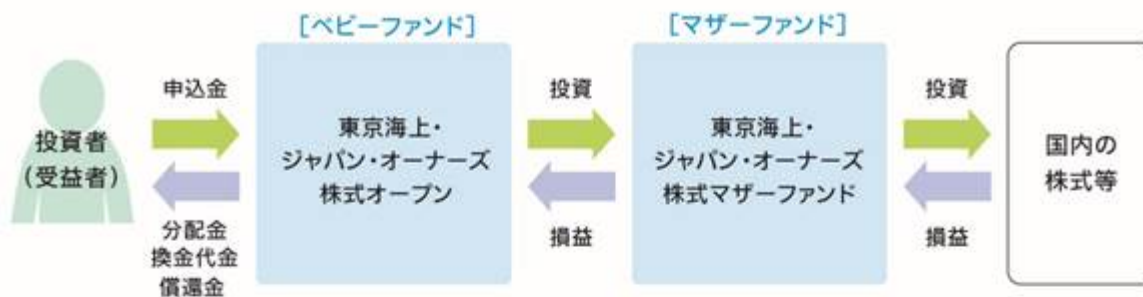 [ベビーファンド]
[マザーファンド]
投資者
(受益者)
申込金
分配金
換金代金
償還金
東京海上・
ジャパン・オーナーズ
株式オープン
投資
損益
東京海上・
ジャパン・オーナーズ
株式マザーファンド
投資
損益
国内の
株式等